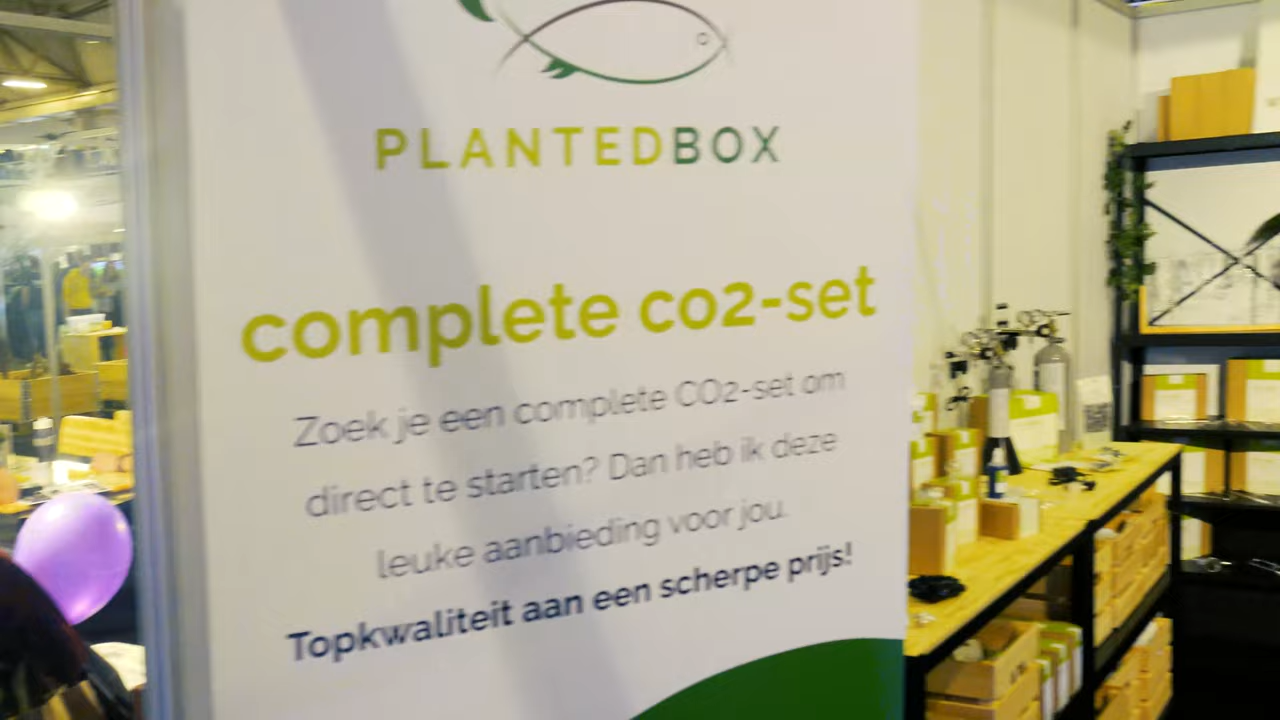 PLANTEDBOX
complete co2-set
Zoek je een complete CO2-set om
direct te starten? Dan heb ik deze
leuke aanbieding voor jou.
Topkwaliteit aan een scherpe prijs!